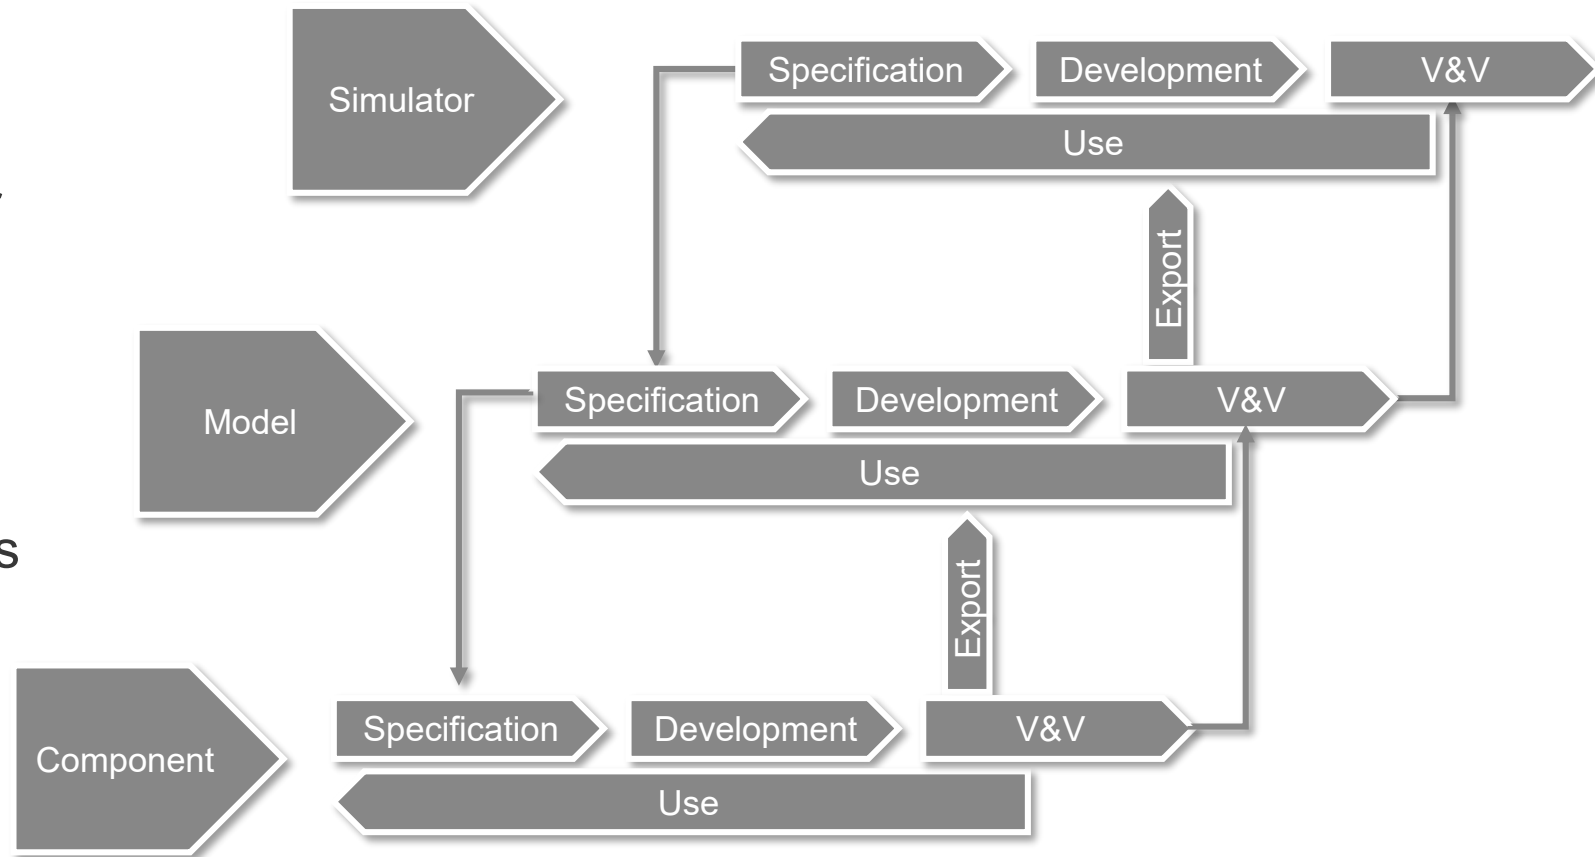 Simulator
Specification
Development
V&V
Use
Export
Model
Specification
Development
V&V
Use
Export
s
Component
Specification
Development
V&V
Use